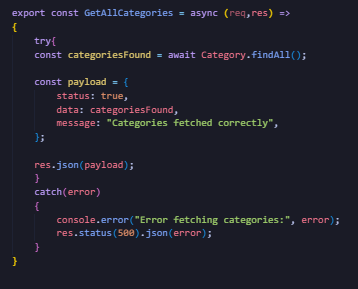 export const GetAllCategories = async (req,res) =>
{
try{
const categoriesFound = await Category.findAll();
const payload = {
status: true,
data: categoriesFound,
message: "Categories fetched correctly",
};
res.json(payload);
}
catch(error)
{
console.error("Error fetching categories:", error);
res.status(500).json(error);
}
}